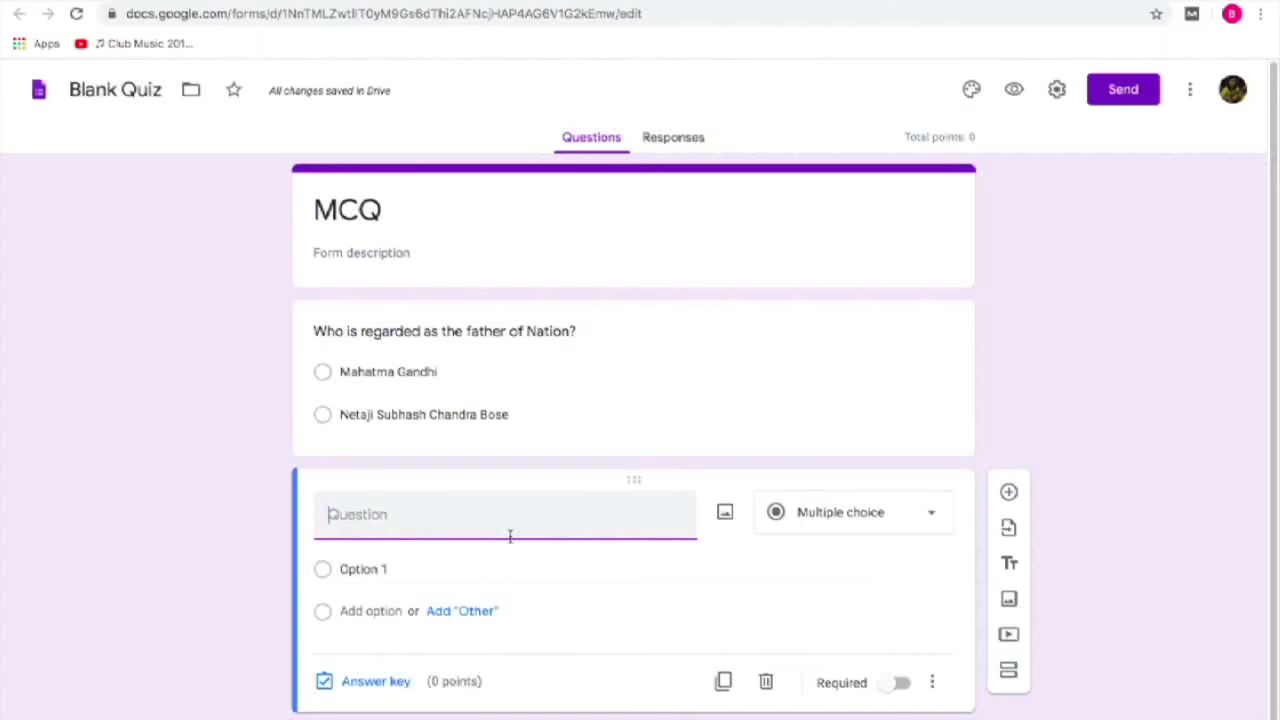 docs.google.com/forms/d/1NnTMLZwtlIT0yM9Gs6dThi2AFNcjHAP4AG6V1G2kEmw/edit
Apps Club Music 201...
Blank Quiz All changes saved in Drive Send
Questions Responses Total points: 0
MCQ
Form description
Who is regarded as the father of Nation?
Mahatma Gandhi
Netaji Subhash Chandra Bose
Question Multiple choice
Option 1
Add option or Add "Other"
Answer key (0 points) Required